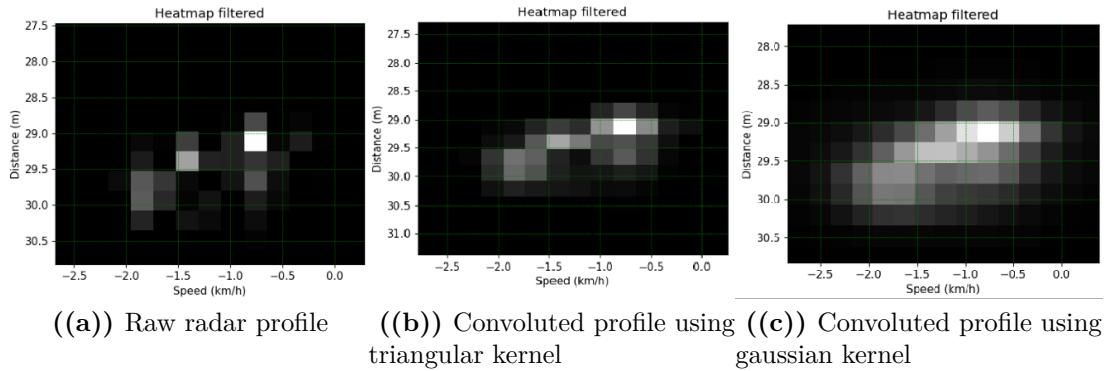 Heatmap filtered
27.5
28.0
28.5
29.0
29.5
30.0
30.5
Distance (m)
−2.5 −2.0 −1.5 −1.0 −0.5 0.0
Speed (km/h)
((a)) Raw radar profile
Heatmap filtered
27.5
28.0
28.5
29.0
29.5
30.0
30.5
31.0
Distance (m)
−2.5 −2.0 −1.5 −1.0 −0.5 0.0
Speed (km/h)
((b)) Convoluted profile using
triangular kernel
Heatmap filtered
28.0
28.5
29.0
29.5
30.0
30.5
Distance (m)
−2.5 −2.0 −1.5 −1.0 −0.5 0.0
Speed (km/h)
((c)) Convoluted profile using
gaussian kernel